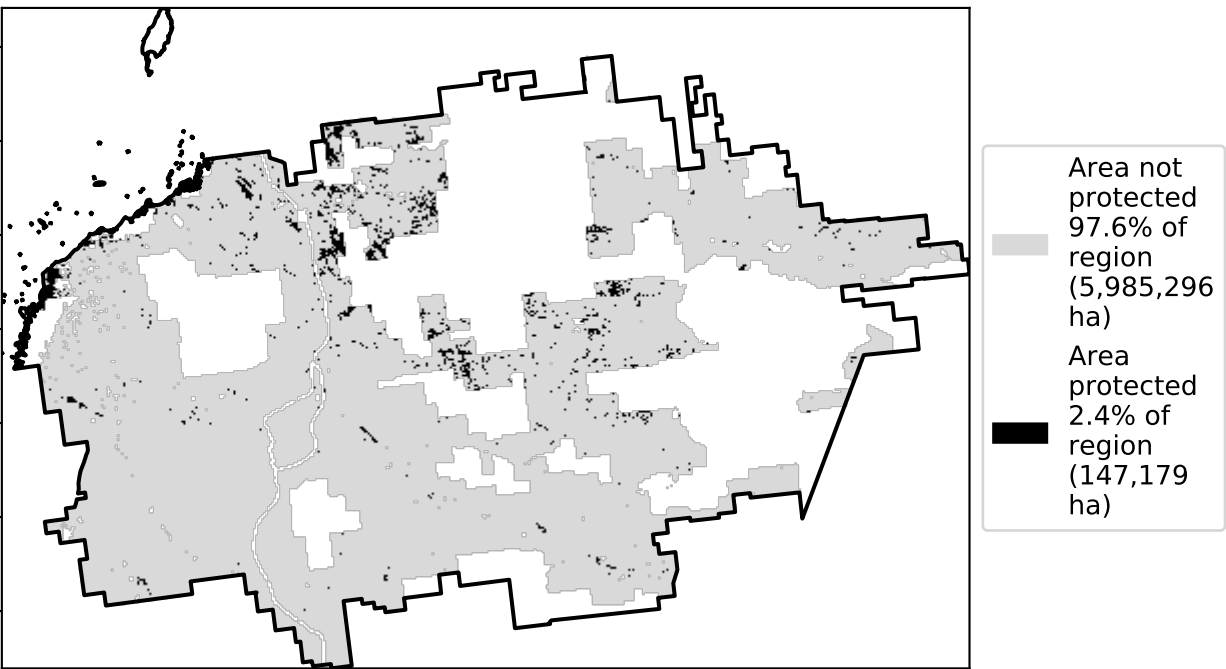 Area not
protected
97.6% of
region
(5,985,296
ha)
Area
protected
2.4% of
region
(147,179
ha)